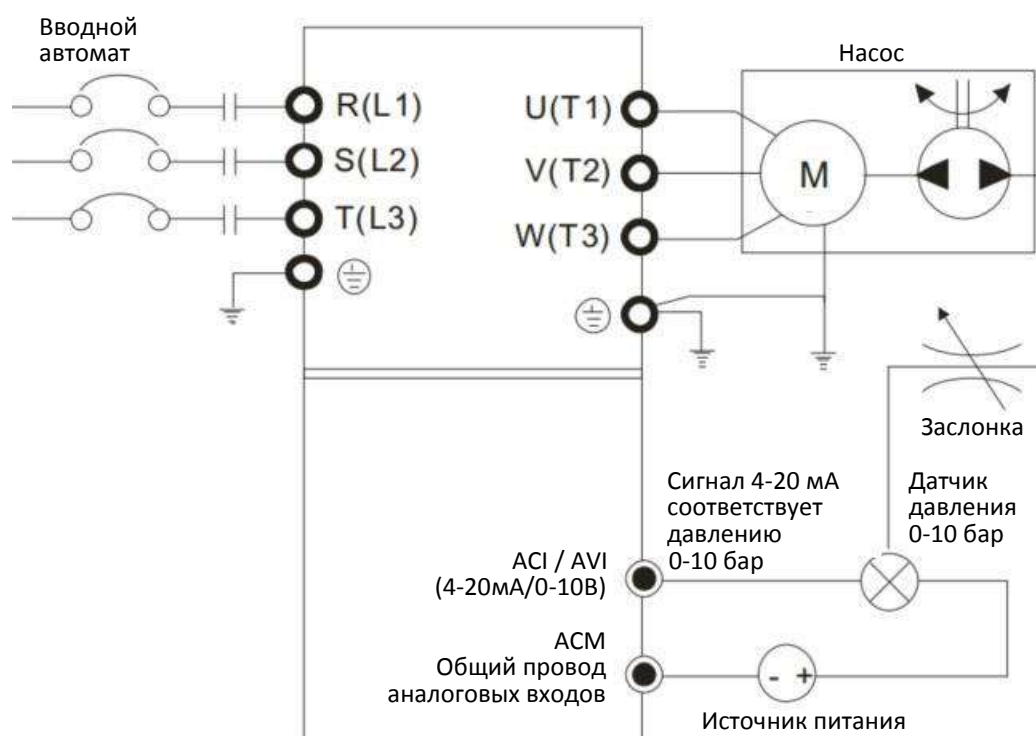 Вводной
автомат
Насос
R(L1)
U(T1)
S(L2)
V(T2)
M
T(L3)
W(T3)
Заслонка
Сигнал 4-20 мА
соответствует
давлению
0-10 бар
Датчик
давления
0-10 бар
ACI / AVI
(4-20мА/0-10В)
ACM
Общий провод
аналоговых входов
- +
Источник питания